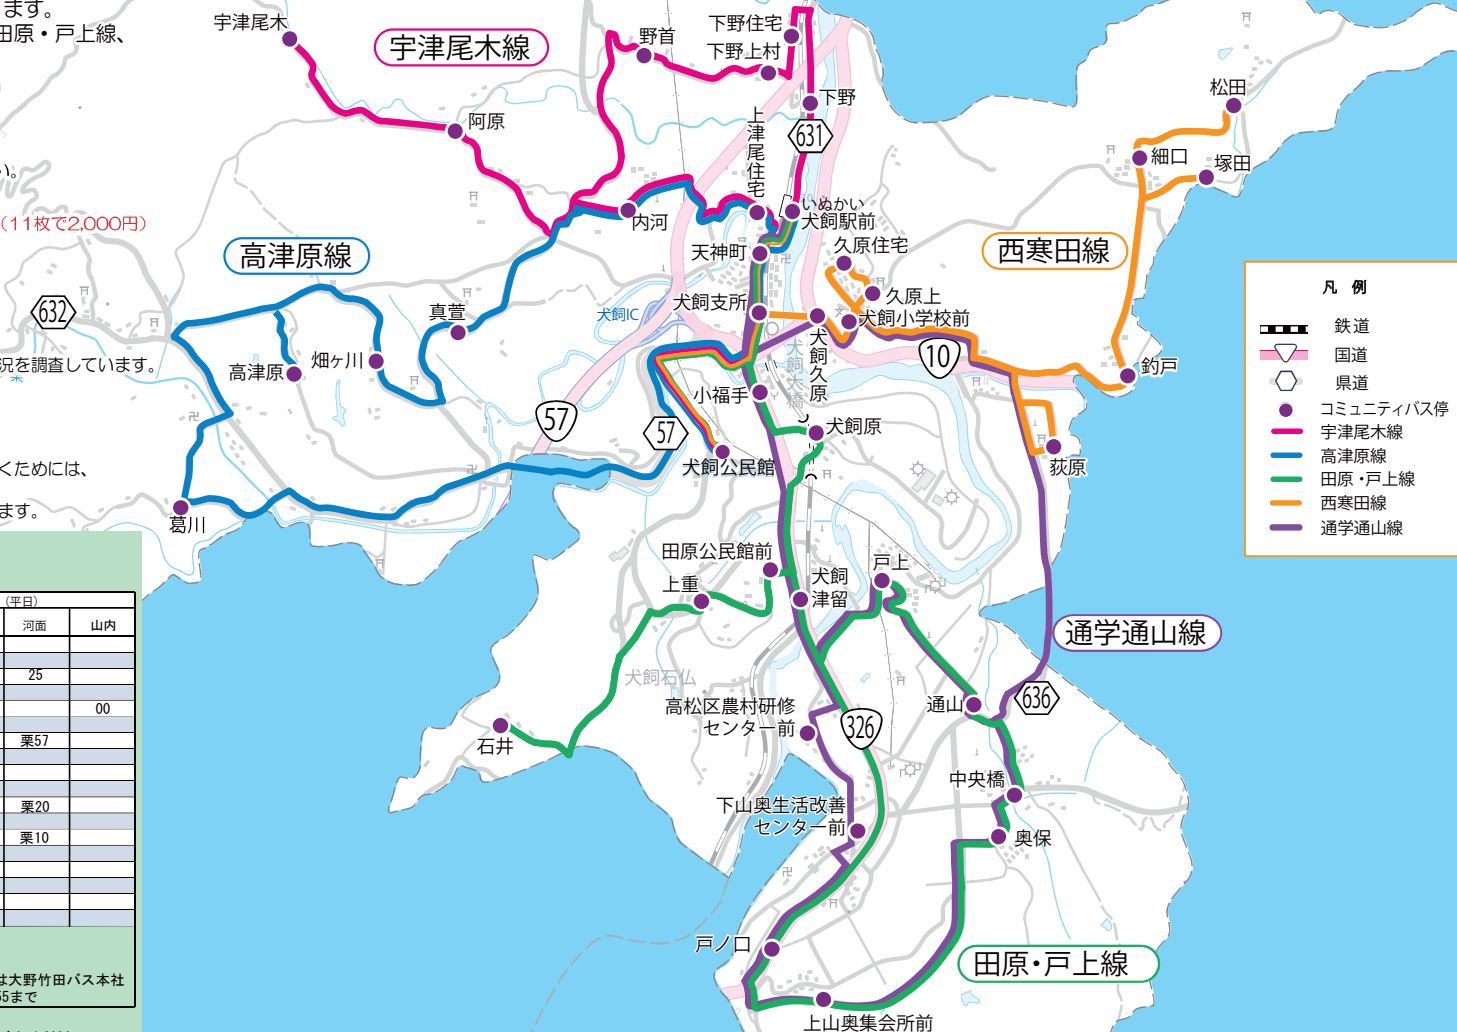 ます。
田原・戸上線、
い。
（11枚で2,000円）
況を調査しています。
くためには、
ます。
宇津尾木
宇津尾木線
野首
下野住宅
下野上村
下野
阿原
上津尾住宅
631
松田
細口
塚田
内河
いぬかい
犬飼駅前
天神町
久原住宅
西寒田線
高津原線
632
真萱
犬飼IC
犬飼支所
久原上
犬飼小学校前
10
高津原
畑ヶ川
犬飼大橋
犬飼久原
釣戸
小福手
57
57
犬飼原
犬飼公民館
荻原
葛川
凡 例
鉄道
国道
県道
コミュニティバス停
宇津尾木線
高津原線
田原・戸上線
西寒田線
通学通山線
田原公民館前
上重
犬飼
津留
戸上
通学通山線
犬飼石仏
高松区農村研修
センター前
326
通山
636
石井
中央橋
下山奥生活改善
センター前
奥保
戸ノ口
田原・戸上線
上山奥集会所前
（平日）
河面 山内
25
00
栗57
栗20
栗10
は大野竹田バス本社
55まで